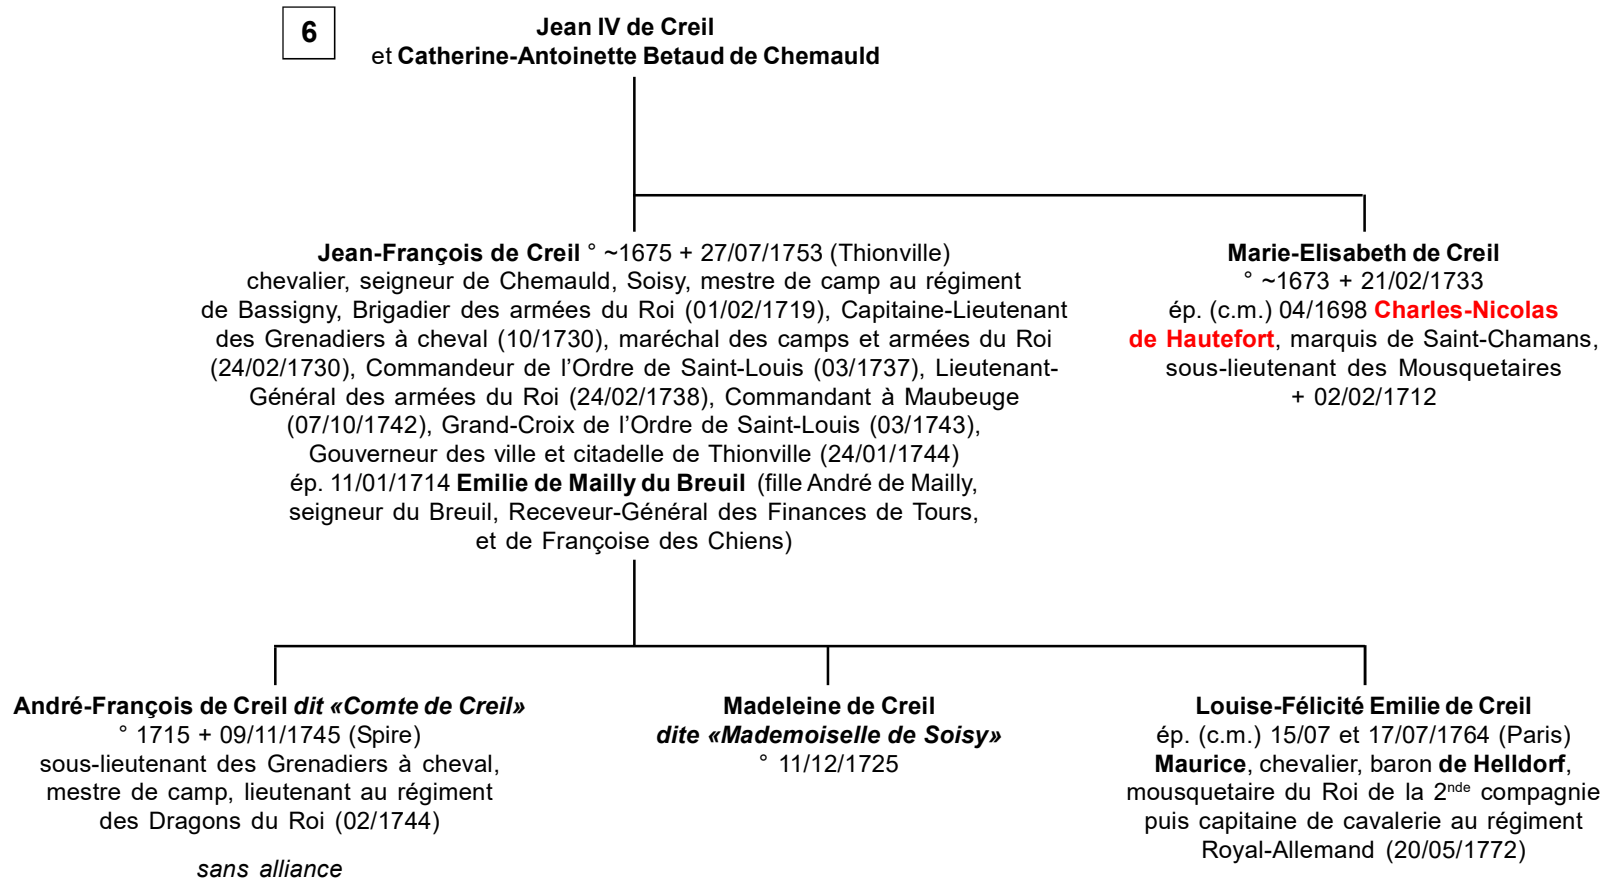 6
Jean IV de Creil
et Catherine-Antoinette Betaud de Chemauld
Jean-François de Creil ° ~1675 + 27/07/1753 (Thionville)
chevalier, seigneur de Chemauld, Soisy, mestre de camp au régiment
de Bassigny, Brigadier des armées du Roi (01/02/1719), Capitaine-Lieutenant
des Grenadiers à cheval (10/1730), maréchal des camps et armées du Roi
(24/02/1730), Commandeur de l’Ordre de Saint-Louis (03/1737), Lieutenant-
Général des armées du Roi (24/02/1738), Commandant à Maubeuge
(07/10/1742), Grand-Croix de l’Ordre de Saint-Louis (03/1743),
Gouverneur des ville et citadelle de Thionville (24/01/1744)
ép. 11/01/1714 Emilie de Mailly du Breuil (fille André de Mailly,
seigneur du Breuil, Receveur-Général des Finances de Tours,
et de Françoise des Chiens)
Marie-Elisabeth de Creil
° ~1673 + 21/02/1733
ép. (c.m.) 04/1698 Charles-Nicolas
de Hautefort, marquis de Saint-Chamans,
sous-lieutenant des Mousquetaires
+ 02/02/1712
André-François de Creil dit «Comte de Creil»
° 1715 + 09/11/1745 (Spire)
sous-lieutenant des Grenadiers à cheval,
mestre de camp, lieutenant au régiment
des Dragons du Roi (02/1744)
sans alliance
Madeleine de Creil
dite «Mademoiselle de Soisy»
° 11/12/1725
Louise-Félicité Emilie de Creil
ép. (c.m.) 15/07 et 17/07/1764 (Paris)
Maurice, chevalier, baron de Helldorf,
mousquetaire du Roi de la 2nde compagnie
puis capitaine de cavalerie au régiment
Royal-Allemand (20/05/1772)